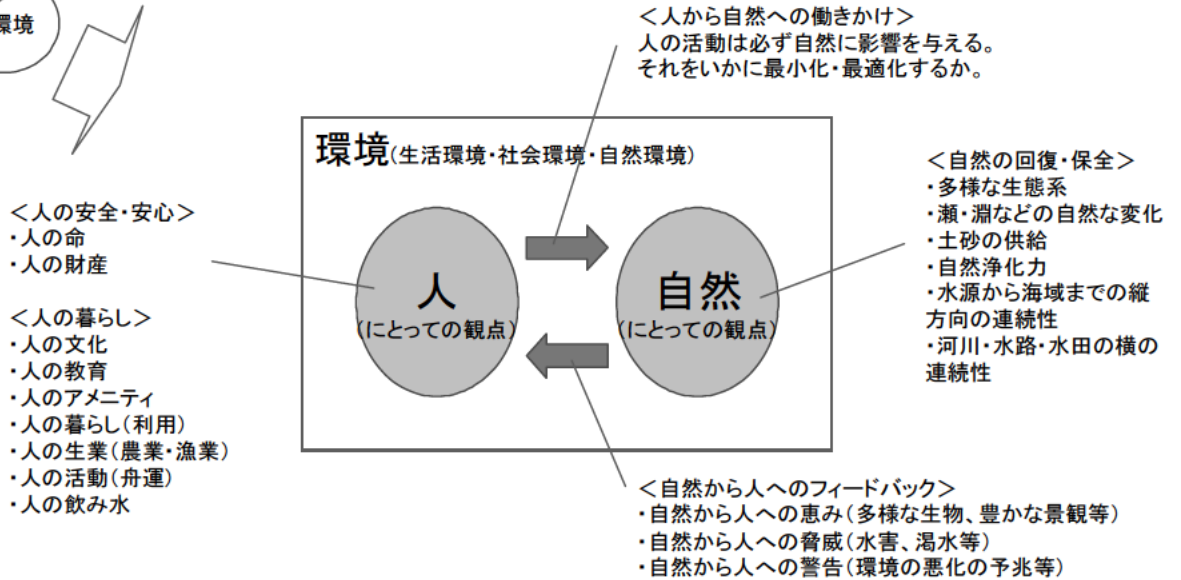 環境
＜人から自然への働きかけ＞
人の活動は必ず自然に影響を与える。
それをいかに最小化・最適化するか。
環境(生活環境・社会環境・自然環境)
人
(にとっての観点)
自然
(にとっての観点)
＜人の安全・安心＞
・人の命
・人の財産
＜人の暮らし＞
・人の文化
・人の教育
・人のアメニティ
・人の暮らし(利用)
・人の生業(農業・漁業)
・人の活動(舟運)
・人の飲み水
＜自然の回復・保全＞
・多様な生態系
・瀬・淵などの自然な変化
・土砂の供給
・自然浄化力
・水源から海域までの縦
方向の連続性
・河川・水路・水田の横の
連続性
＜自然から人へのフィードバック＞
・自然から人への恵み(多様な生物、豊かな景観等)
・自然から人への脅威(水害、渇水等)
・自然から人への警告(環境の悪化の予兆等)